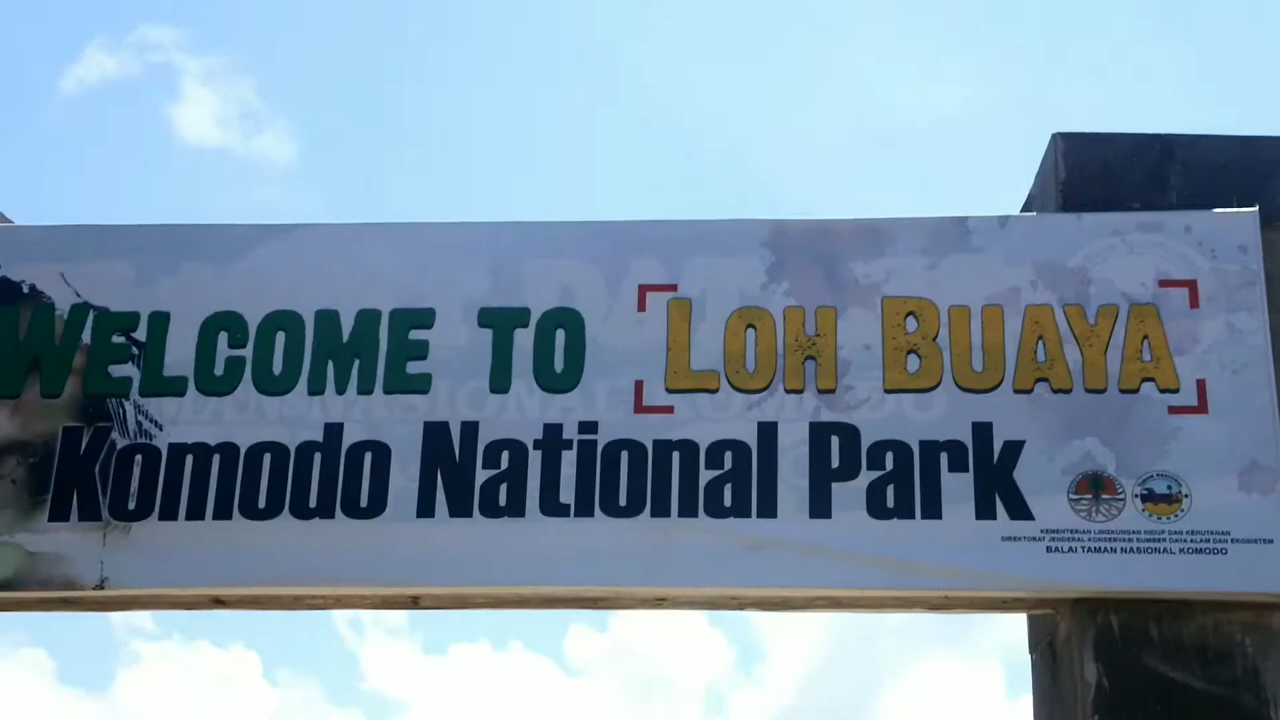 WELCOME TO LOH BUAYA
Komodo National Park
KEMENTERIAN LINGKUNGAN HIDUP DAN KEHUTANAN
DIREKTORAT JENDERAL KONSERVASI SUMBER DAYA ALAM DAN EKOSISTEM
BALAI TAMAN NASIONAL KOMODO